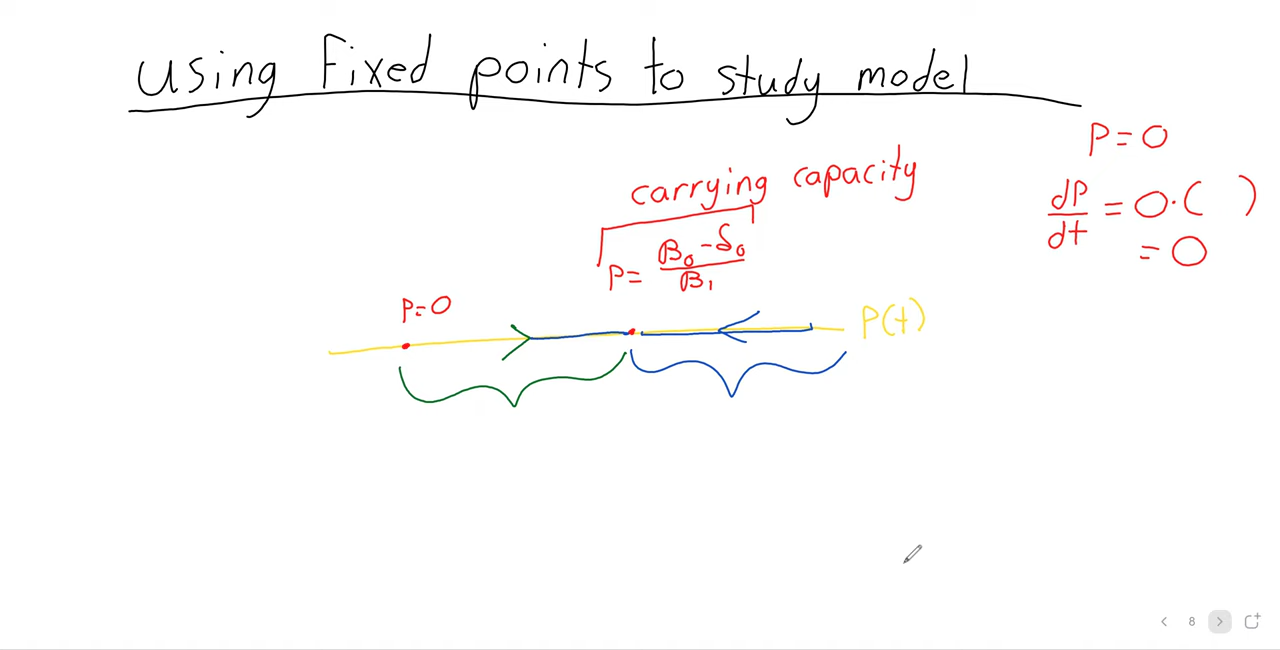 using Fixed points to study model
P=0
carrying capacity
dP/dt = 0·( )
= 0
P= β₀-δ₀/β₁
P=0
P(t)
8